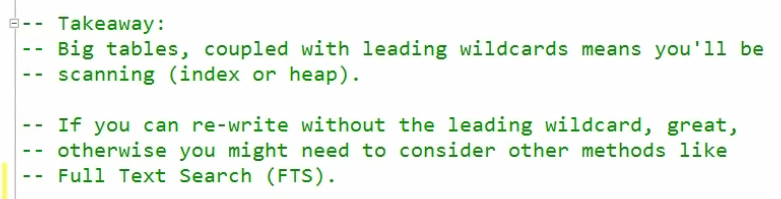 -- Takeaway:
-- Big tables, coupled with leading wildcards means you'll be
-- scanning (index or heap).
-- If you can re-write without the leading wildcard, great,
-- otherwise you might need to consider other methods like
-- Full Text Search (FTS).